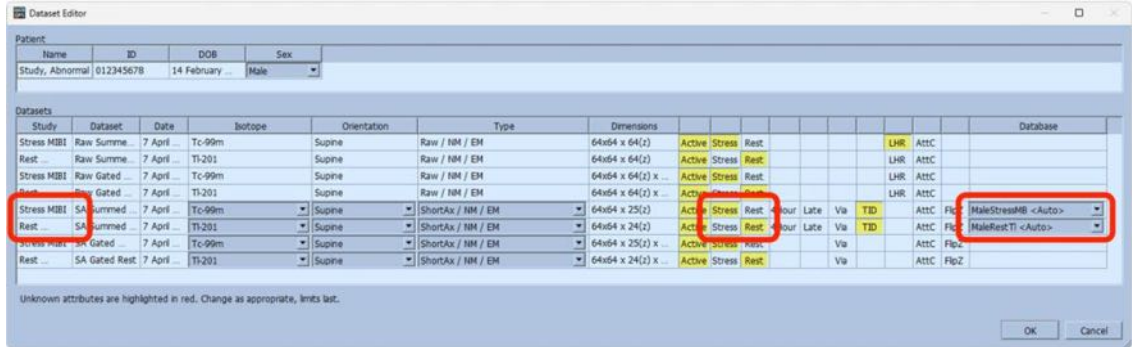 Dataset Editor
Patient
Name ID DOB Sex
Study, Abnormal 012345678 14 February ... Male
Datasets
Study Dataset Date Isotope Orientation Type Dimensions Database
Stress MIBI Raw Summe... 7 April ... Tc-99m Supine Raw / NM / EM 64x64 x 64(z) Active Stress Rest LHR AttC
Rest ... Raw Summe... 7 April ... Tl-201 Supine Raw / NM / EM 64x64 x 64(z) Active Stress Rest LHR AttC
Stress MIBI Raw Gated ... 7 April ... Tc-99m Supine Raw / NM / EM 64x64 x 64(z) x ... Active Stress Rest LHR AttC
Rest ... Raw Gated ... 7 April ... Tl-201 Supine Raw / NM / EM 64x64 x 64(z) x ... Active Rest LHR AttC
Stress MIBI SA Summed ... 7 April ... Tc-99m Supine ShortAx / NM / EM 64x64 x 25(z) Active Stress Rest Late Via TID AttC MaleStressMB <Auto>
Rest ... SA Summed ... 7 April ... Tl-201 Supine ShortAx / NM / EM 64x64 x 24(z) Active Stress Rest Late Via TID AttC MaleRestTl <Auto>
Stress MIBI SA Gated ... 7 April ... Tc-99m Supine ShortAx / NM / EM 64x64 x 25(z) x ... Active Stress Rest Via AttC FlipZ
Rest ... SA Gated Rest 7 April ... Tl-201 Supine ShortAx / NM / EM 64x64 x 24(z) x ... Active Stress Rest Via AttC FlipZ
Unknown attributes are highlighted in red. Change as appropriate, limits last.
OK Cancel